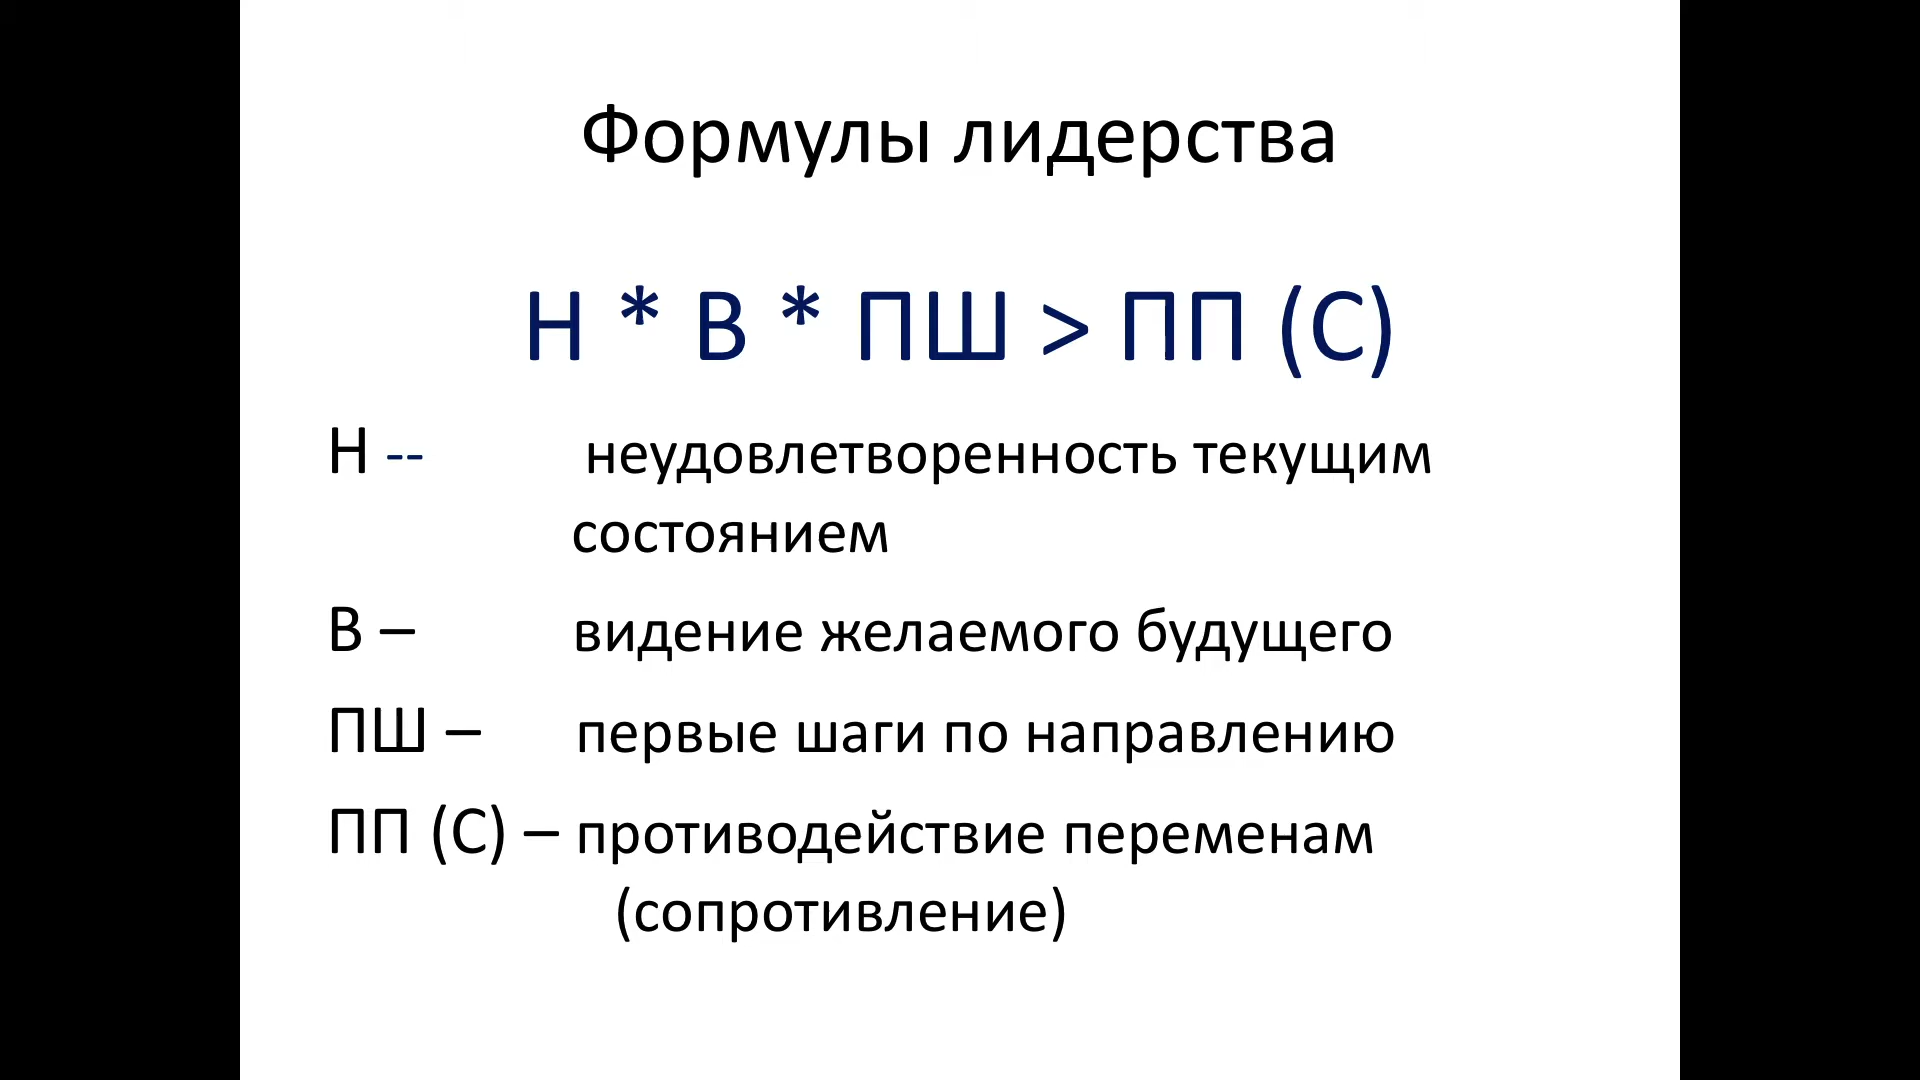 Формулы лидерства
Н * В * ПШ > ПП (С)
Н -- неудовлетворенность текущим
состоянием
В – видение желаемого будущего
ПШ – первые шаги по направлению
ПП (С) – противодействие переменам
(сопротивление)